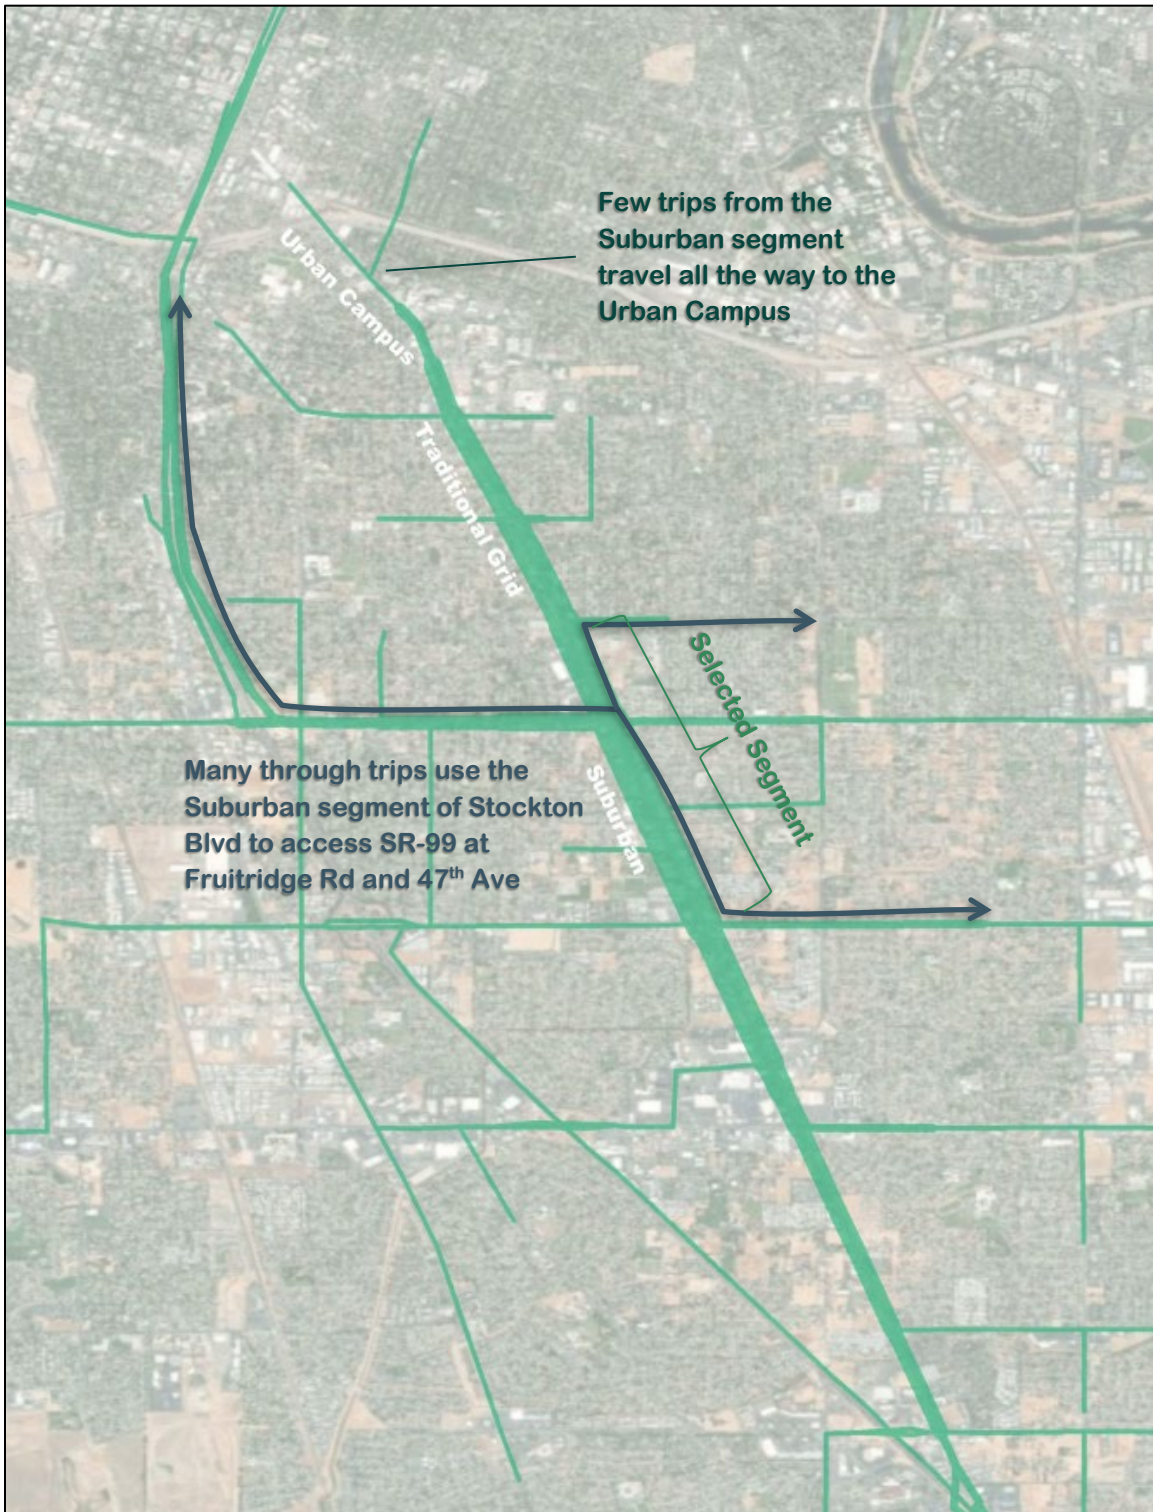 Few trips from the
Suburban segment
travel all the way to the
Urban Campus
Urban Campus
Traditional Grid
Selected Segment
Suburban
Many through trips use the
Suburban segment of Stockton
Blvd to access SR-99 at
Fruitridge Rd and 47th Ave